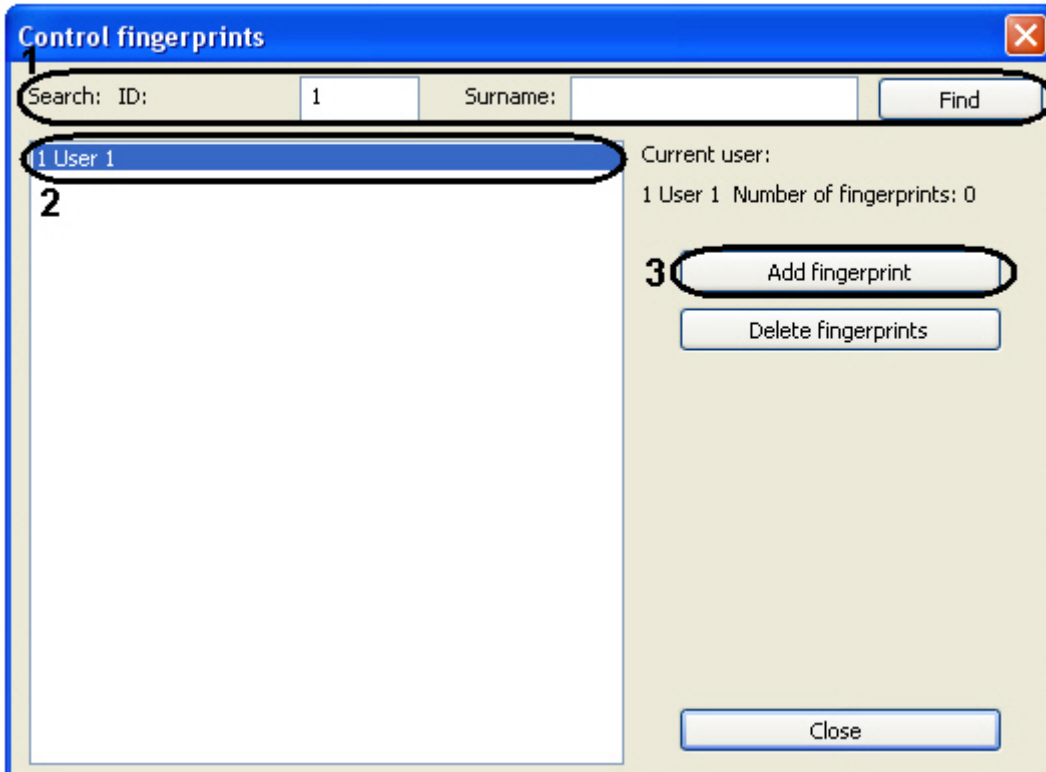 Control fingerprints
1
Search: ID: 1 Surname: Find
1 User 1
2
Current user:
1 User 1 Number of fingerprints: 0
3 Add fingerprint
Delete fingerprints
Close